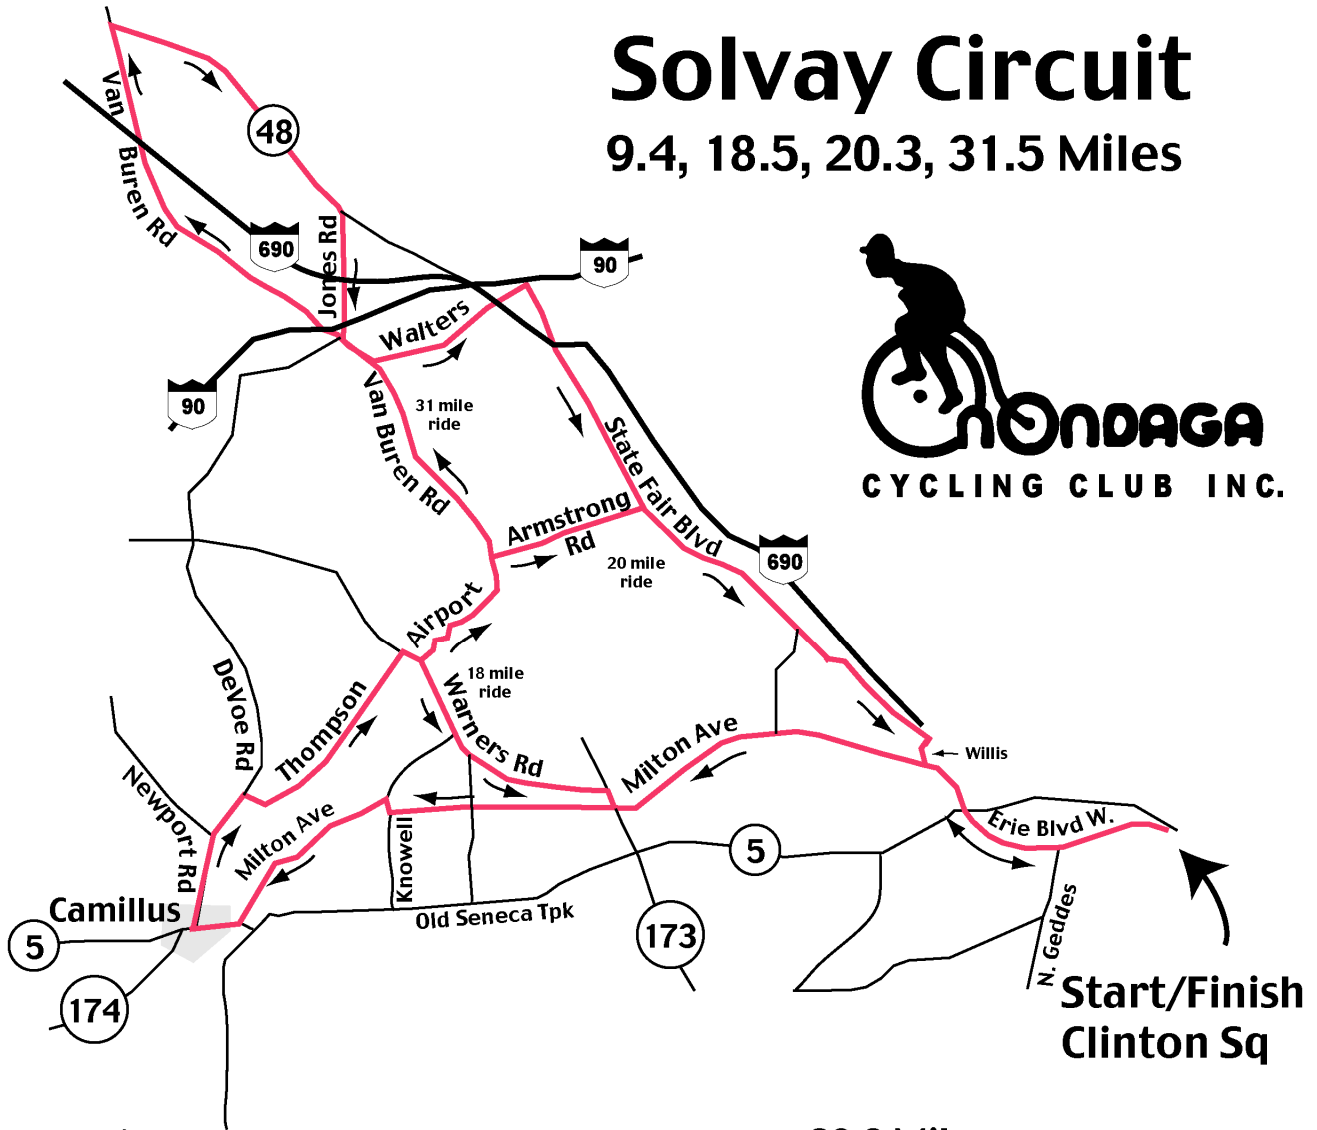 Solvay Circuit
9.4, 18.5, 20.3, 31.5 Miles
Van
Buren Rd
48
690
90
Jones Rd
Walters
90
31 mile
ride
Van Buren Rd
State Fair Blvd
nOnDAGA
CYCLING CLUB INC.
Armstrong
Rd
20 mile
ride
690
Airport
18 mile
ride
Warners Rd
DeVoe Rd
Thompson
Milton Ave
Willis
Newport Rd
Milton Ave
Erie Blvd W.
Knowell
5
Camillus
Old Seneca Tpk
5
173
N. Geddes
174
Start/Finish
Clinton Sq